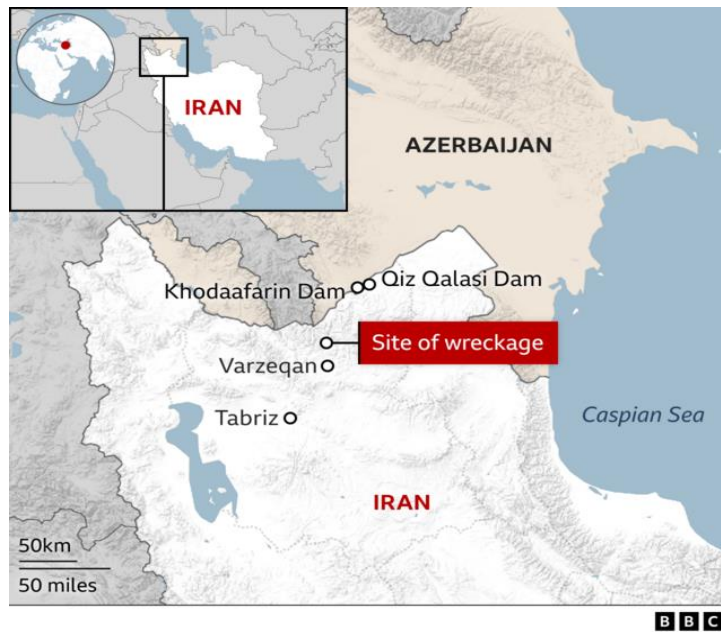 IRAN
AZERBAIJAN
Khodaafarin Dam
Qiz Qalasi Dam
Site of wreckage
Varzeqan
Tabriz
Caspian Sea
IRAN
50km
50 miles
BBC